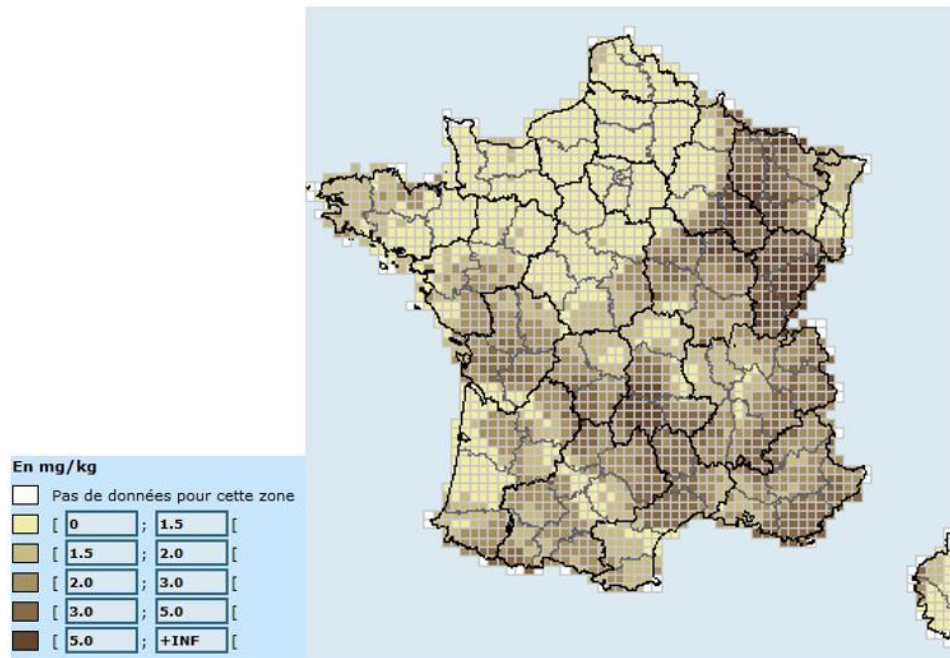 En mg/kg
Pas de données pour cette zone
[ 0 ; 1.5 [
[ 1.5 ; 2.0 [
[ 2.0 ; 3.0 [
[ 3.0 ; 5.0 [
[ 5.0 ; +INF [